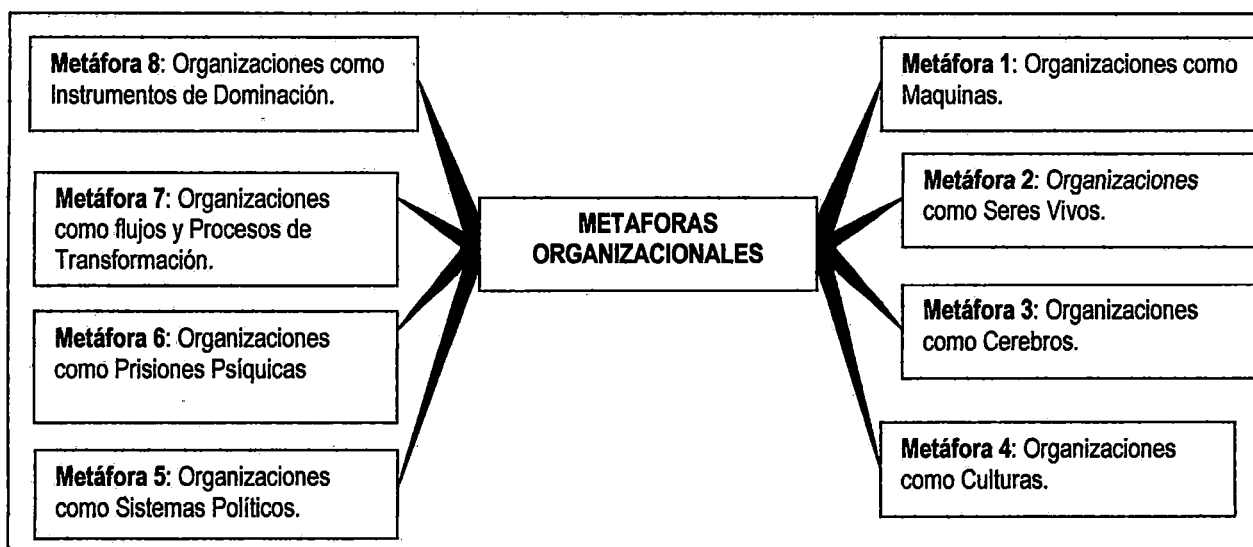 Metáfora 8: Organizaciones como
Instrumentos de Dominación.
Metáfora 7: Organizaciones
como flujos y Procesos de
Transformación.
Metáfora 6: Organizaciones
como Prisiones Psíquicas
Metáfora 5: Organizaciones
como Sistemas Políticos.
METAFORAS
ORGANIZACIONALES
Metáfora 1: Organizaciones como
Maquinas.
Metáfora 2: Organizaciones
como Seres Vivos.
Metáfora 3: Organizaciones
como Cerebros.
Metáfora 4: Organizaciones
como Culturas.